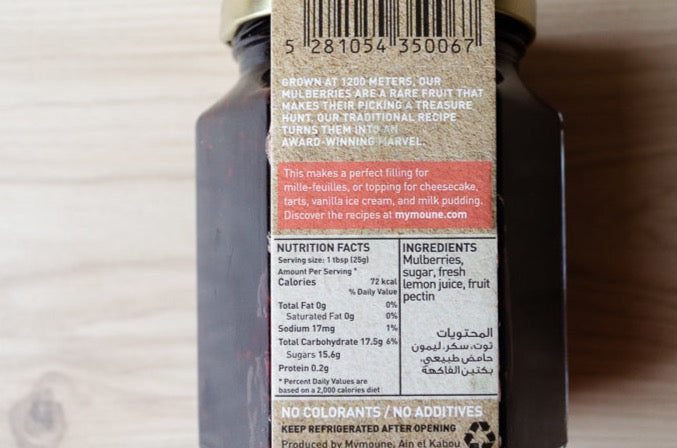 5 281054 350067
GROWN AT 1200 METERS, OUR
MULBERRIES ARE A RARE FRUIT THAT
MAKES THEIR PICKING A TREASURE
HUNT. OUR TRADITIONAL RECIPE
TURNS THEM INTO AN
AWARD-WINNING MARVEL.
This makes a perfect filling for
mille-feuilles, or topping for cheesecake,
tarts, vanilla ice cream, and milk pudding.
Discover the recipes at mymoune.com
NUTRITION FACTS
Serving size: 1 tbsp (25g)
Amount Per Serving *
Calories 72 kcal
% Daily Value
Total Fat 0g 0%
Saturated Fat 0g 0%
Sodium 17mg 1%
Total Carbohydrate 17.5g 6%
Sugars 15.6g
Protein 0.2g
* Percent Daily Values are
based on a 2,000 calories diet
INGREDIENTS
Mulberries,
sugar, fresh
lemon juice, fruit
pectin
المحتويات
توت، سكر، ليمون
حامض طبيعي،
بكتين الفاكهة
NO COLORANTS / NO ADDITIVES
KEEP REFRIGERATED AFTER OPENING
Produced by Mymoune, Ain el Kabou